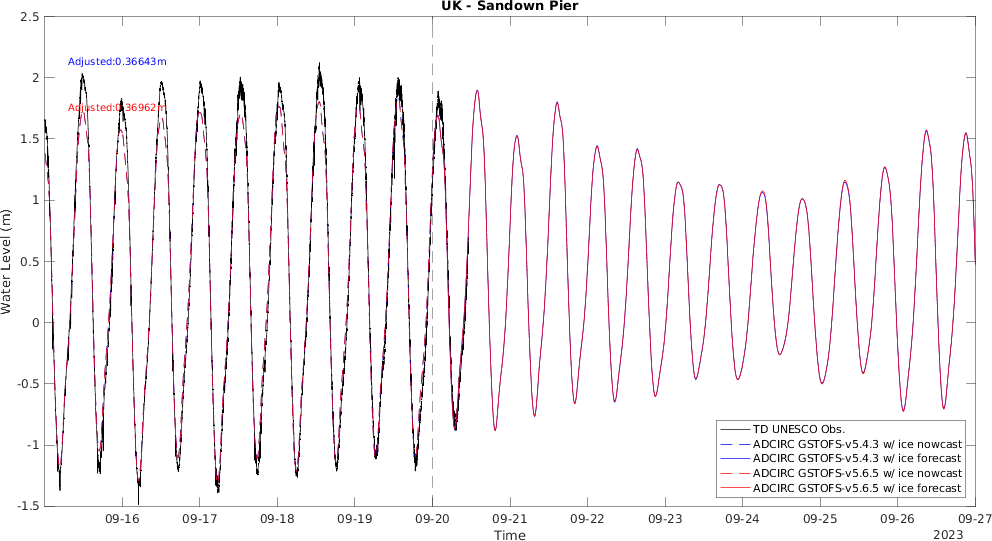 UK - Sandown Pier
2.5
2
1.5
1
0.5
0
-0.5
-1
-1.5
Water Level (m)
Adjusted:0.36643m
Adjusted:0.36962m
TD UNESCO Obs.
ADCIRC GSTOFS-v5.4.3 w/ ice nowcast
ADCIRC GSTOFS-v5.4.3 w/ ice forecast
ADCIRC GSTOFS-v5.6.5 w/ ice nowcast
ADCIRC GSTOFS-v5.6.5 w/ ice forecast
09-16 09-17 09-18 09-19 09-20 09-21 09-22 09-23 09-24 09-25 09-26 09-27
Time
2023